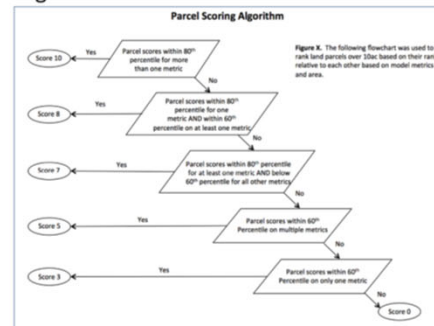 Parcel Scoring Algorithm
Figure X. The following flowchart was used to
rank land parcels over 10ac based on their ran
relative to each other based on model metrics
and area.
Score 10
Yes
Parcel scores within 80th
percentile for more
than one metric
No
Score 8
Yes
Parcel scores within 80th
percentile for one
metric AND within 60th
percentile on at least one metric
No
Score 7
Yes
Parcel scores within 80th percentile
for at least one metric AND below
60th percentile for all other metrics
No
Score 5
Yes
Parcel scores within 60th
Percentile on multiple metrics
No
Score 3
Yes
Parcel scores within 60th
Percentile on only one metric
No
Score 0